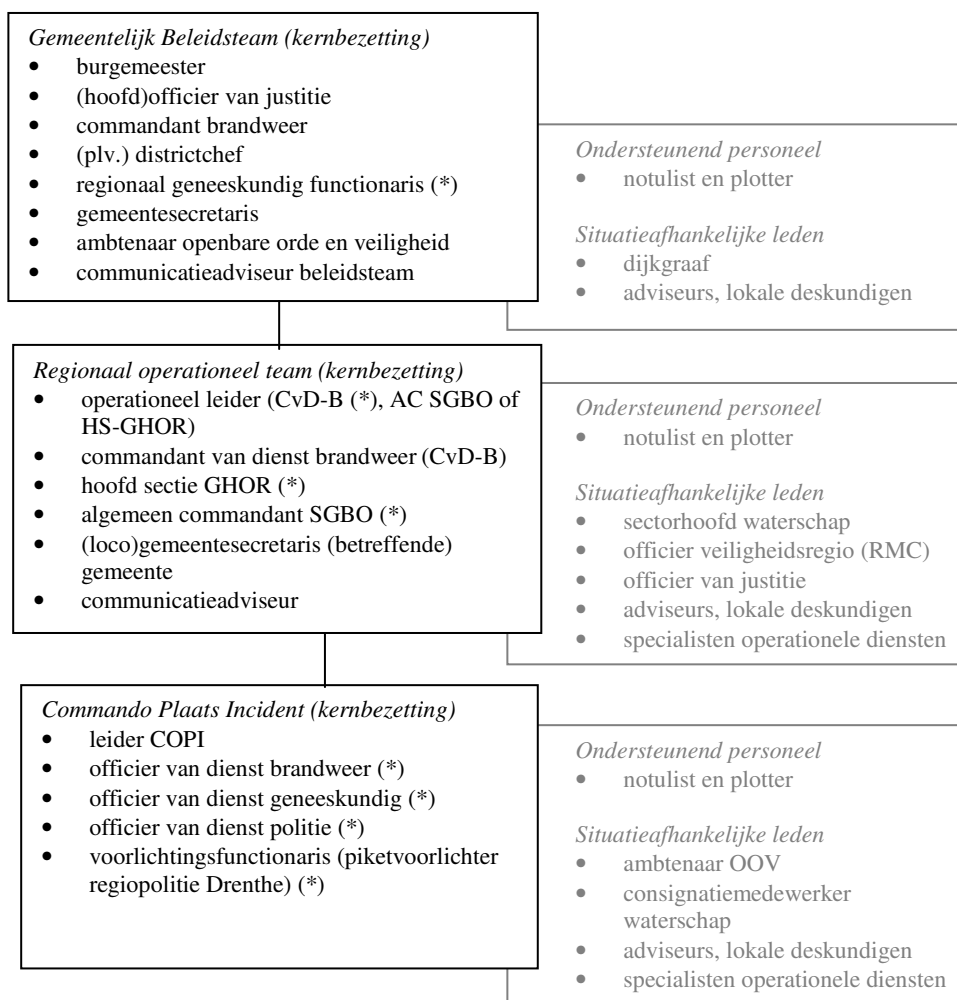 Gemeentelijk Beleidsteam (kernbezetting)
• burgemeester
• (hoofd)officier van justitie
• commandant brandweer
• (plv.) districtchef
• regionaal geneeskundig functionaris (*)
• gemeentesecretaris
• ambtenaar openbare orde en veiligheid
• communicatieadviseur beleidsteam
Ondersteunend personeel
• notulist en plotter
Situatieafhankelijke leden
• dijkgraaf
• adviseurs, lokale deskundigen
Regionaal operationeel team (kernbezetting)
• operationeel leider (CvD-B (*), AC SGBO of
HS-GHOR)
• commandant van dienst brandweer (CvD-B)
• hoofd sectie GHOR (*)
• algemeen commandant SGBO (*)
• (loco)gemeentesecretaris (betreffende)
gemeente
• communicatieadviseur
Ondersteunend personeel
• notulist en plotter
Situatieafhankelijke leden
• sectorhoofd waterschap
• officier veiligheidsregio (RMC)
• officier van justitie
• adviseurs, lokale deskundigen
• specialisten operationele diensten
Commando Plaats Incident (kernbezetting)
• leider COPI
• officier van dienst brandweer (*)
• officier van dienst geneeskundig (*)
• officier van dienst politie (*)
• voorlichtingsfunctionaris (piketvoorlichter
regiopolitie Drenthe) (*)
Ondersteunend personeel
• notulist en plotter
Situatieafhankelijke leden
• ambtenaar OOV
• consignatiemedewerker
waterschap
• adviseurs, lokale deskundigen
• specialisten operationele diensten